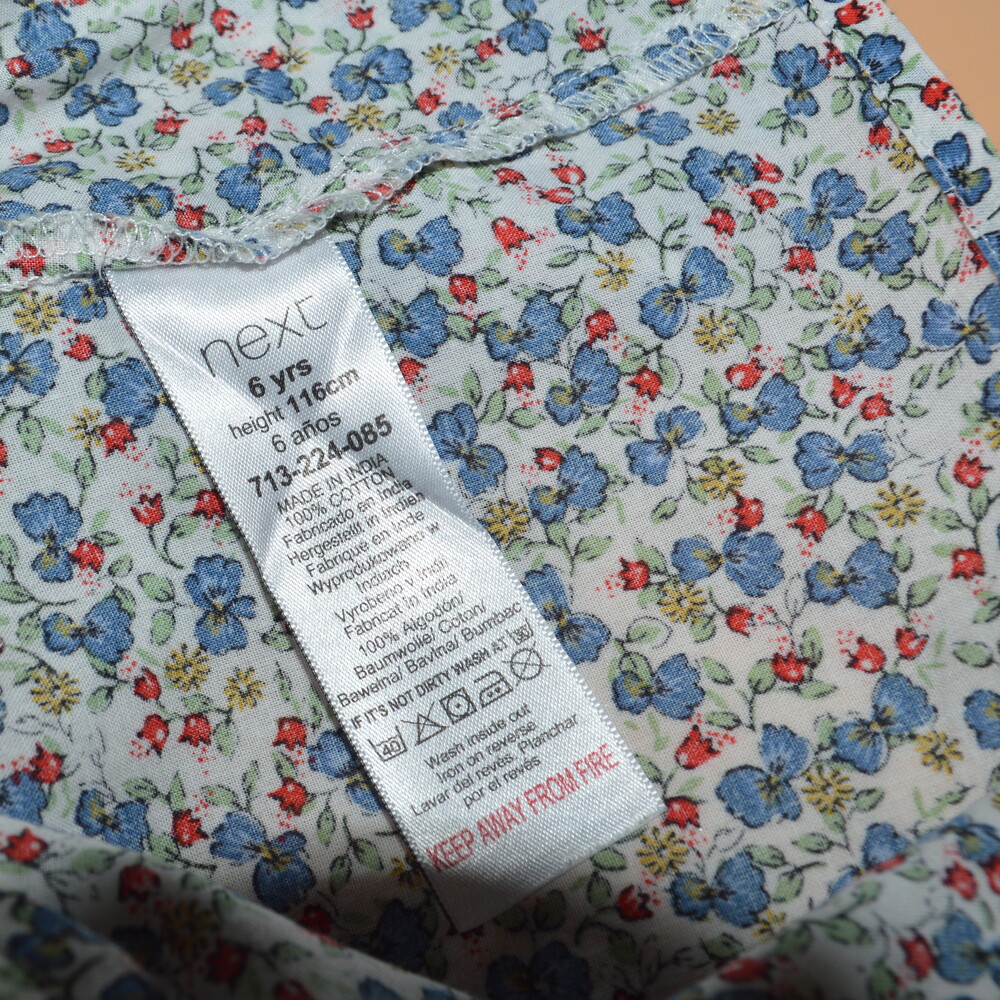 next
6 yrs
height 116cm
6 años
713-224-085
MADE IN INDIA
100% COTTON
Fabricado en India
Hergestellt in Indien
Fabriqué en Inde
Wyprodukowano w
Indiach
Vyrobeno v Indii
Fabricat in India
100% Algodón/
Baumwolle/ Coton/
Bawełna/ Bavlna/ Bumbac
IF IT'S NOT DIRTY WASH AT 30
40
Wash inside out
Iron on reverse
Lavar del revés, Planchar
por el revés
KEEP AWAY FROM FIRE